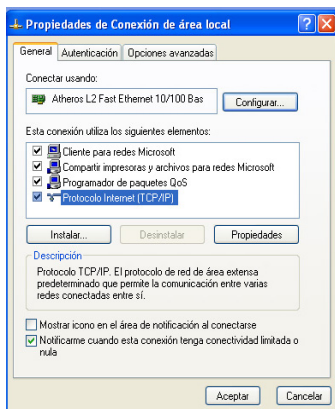 Propiedades de Conexión de área local
General
Autenticación
Opciones avanzadas
Conectar usando:
Atheros L2 Fast Ethernet 10/100 Bas
Configurar...
Esta conexión utiliza los siguientes elementos:
Cliente para redes Microsoft
Compartir impresoras y archivos para redes Microsoft
Programador de paquetes QoS
Protocolo Internet (TCP/IP)
Instalar...
Desinstalar
Propiedades
Descripción
Protocolo TCP/IP. El protocolo de red de área extensa
predeterminado que permite la comunicación entre varias
redes conectadas entre sí.
Mostrar icono en el área de notificación al conectarse
Notificarme cuando esta conexión tenga conectividad limitada o
nula
Aceptar
Cancelar